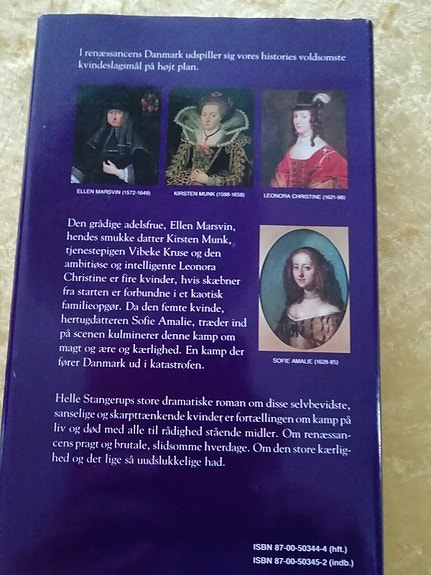 I renæssancens Danmark udspiller sig vores histories voldsomste
kvindeslagsmål på højt plan.
ELLEN MARSVIN (1572-1649)
KIRSTEN MUNK (1598-1658)
LEONORA CHRISTINE (1621-98)
Den grådige adelsfrue, Ellen Marsvin,
hendes smukke datter Kirsten Munk,
tjenestepigen Vibeke Kruse og den
ambitiøse og intelligente Leonora
Christine er fire kvinder, hvis skæbner
fra starten er forbundne i et kaotisk
familieopgør. Da den femte kvinde,
hertugdatteren Sofie Amalie, træder ind
på scenen kulminerer denne kamp om
magt og ære og kærlighed. En kamp der
fører Danmark ud i katastrofen.
SOFIE AMALIE (1628-85)
Helle Stangerups store dramatiske roman om disse selvbevidste,
sanselige og skarpttænkende kvinder er fortællingen om kamp på
liv og død med alle til rådighed stående midler. Om renæssan-
cens pragt og brutale, slidsomme hverdage. Om den store kærlig-
hed og det lige så uudslukkelige had.
ISBN 87-00-50344-4 (hft.)
ISBN 87-00-50345-2 (indb.)